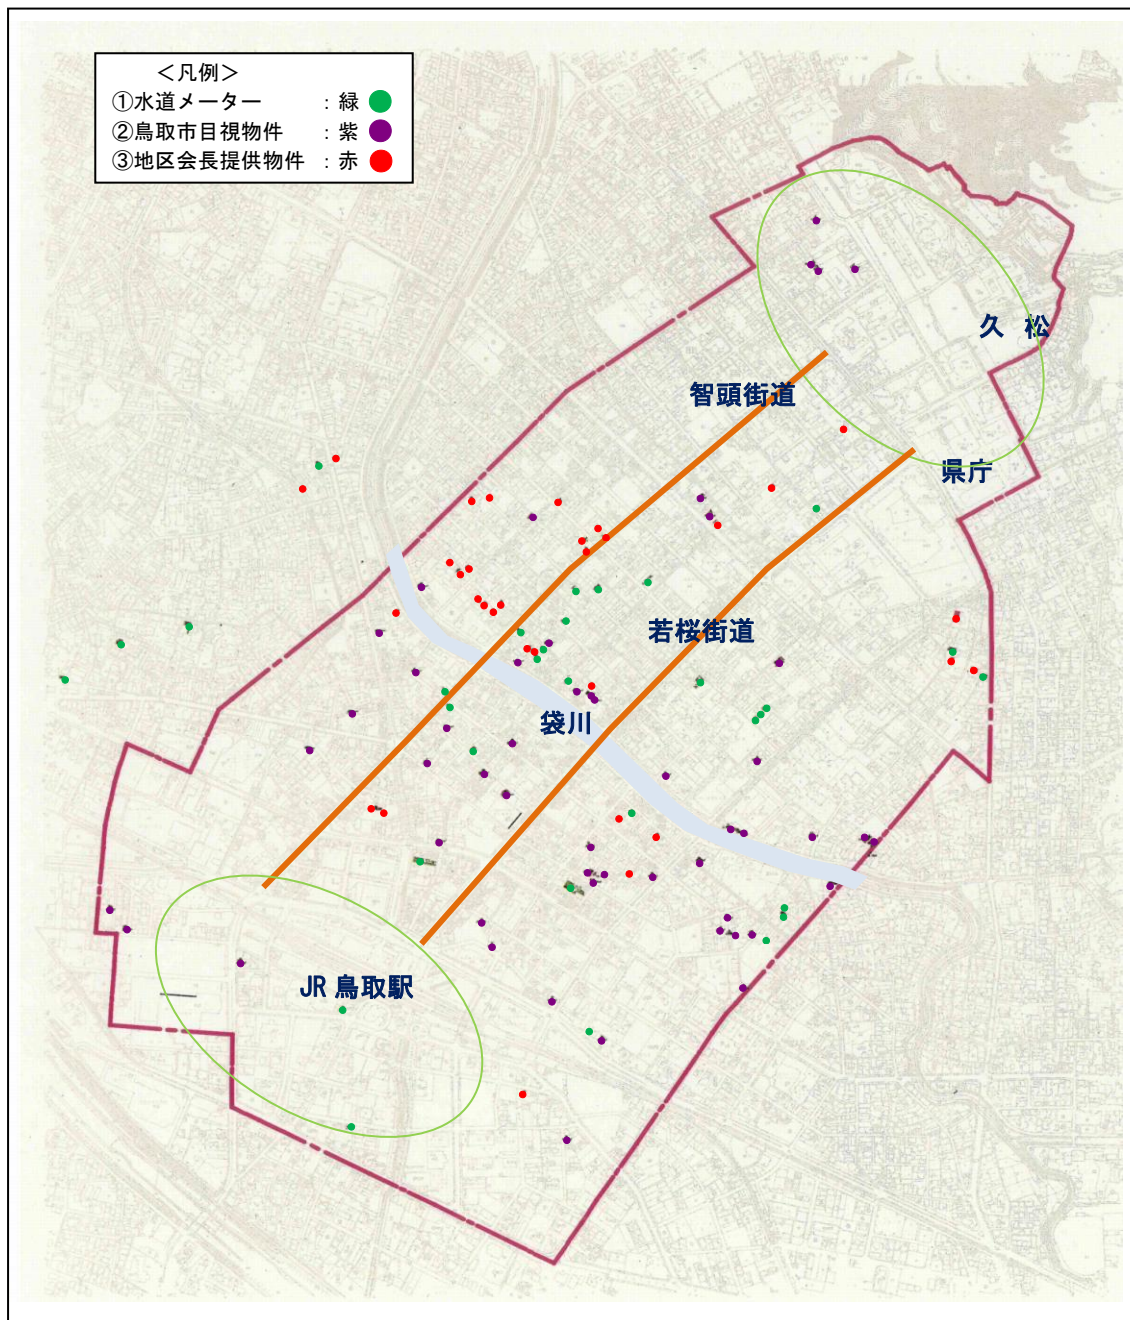 ＜凡例＞
①水道メーター　　　：緑
②鳥取市目視物件　　：紫
③地区会長提供物件　：赤
久　松
智頭街道
県庁
若桜街道
袋川
JR 鳥取駅